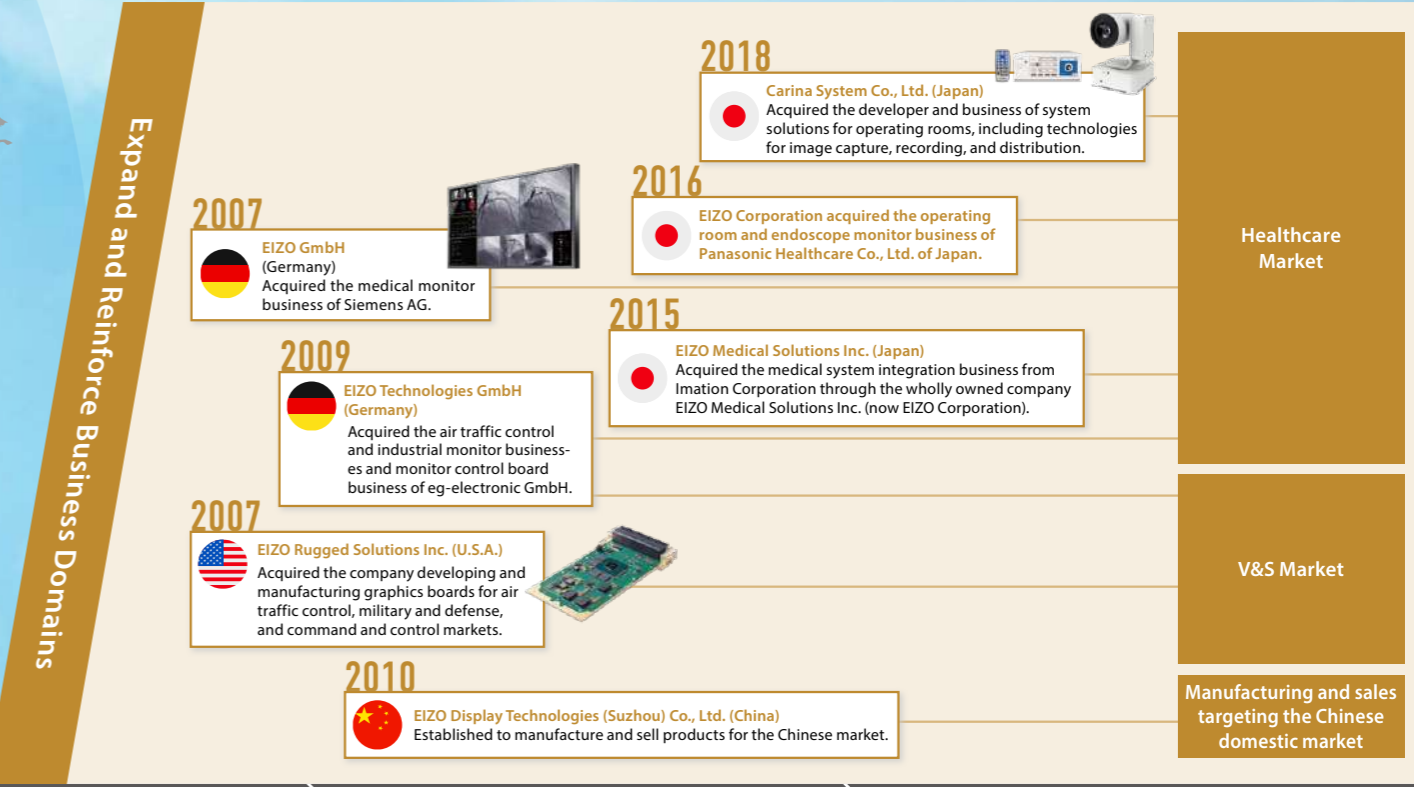 Expand and Reinforce Business Domains
2018
Carina System Co., Ltd. (Japan)
Acquired the developer and business of system
solutions for operating rooms, including technologies
for image capture, recording, and distribution.
2016
EIZO Corporation acquired the operating
room and endoscope monitor business of
Panasonic Healthcare Co., Ltd. of Japan.
2007
EIZO GmbH
(Germany)
Acquired the medical monitor
business of Siemens AG.
2015
EIZO Medical Solutions Inc. (Japan)
Acquired the medical system integration business from
Imation Corporation through the wholly owned company
EIZO Medical Solutions Inc. (now EIZO Corporation).
2009
EIZO Technologies GmbH
(Germany)
Acquired the air traffic control
and industrial monitor business-
es and monitor control board
business of eg-electronic GmbH.
2007
EIZO Rugged Solutions Inc. (U.S.A.)
Acquired the company developing and
manufacturing graphics boards for air
traffic control, military and defense,
and command and control markets.
2010
EIZO Display Technologies (Suzhou) Co., Ltd. (China)
Established to manufacture and sell products for the Chinese market.
Healthcare
Market
V&S Market
Manufacturing and sales
targeting the Chinese
domestic market